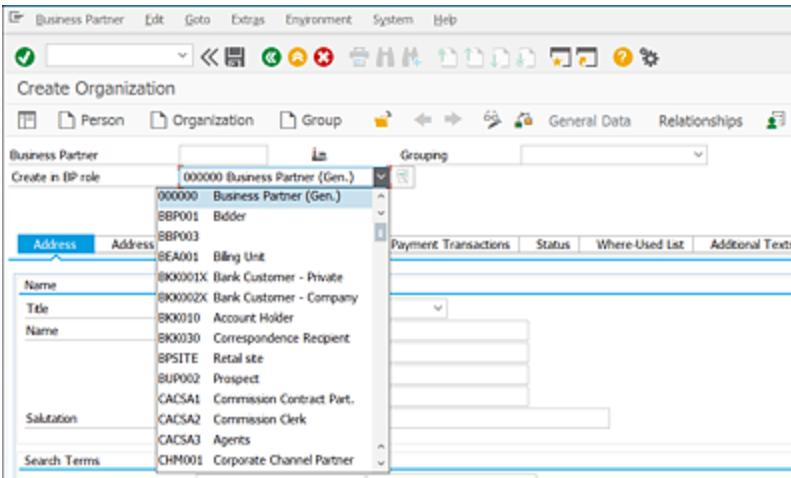 Business Partner Edit Goto Extras Environment System Help
Create Organization
Person Organization Group General Data Relationships
Business Partner Grouping
Create in BP role 000000 Business Partner (Gen.)
000000 Business Partner (Gen.)
BBP001 Bidder
BBP003
Address Address Payment Transactions Status Where-Used List Additional Texts
BEA001 Biling Unit
BKK001X Bank Customer - Private
Name
BKK002X Bank Customer - Company
Title
BKK010 Account Holder
Name
BKK030 Correspondence Recipient
BPSITE Retail site
BUP002 Prospect
CACSA1 Commission Contract Part.
Salutation
CACSA2 Commission Clerk
CACSA3 Agents
Search Terms
CHM001 Corporate Channel Partner